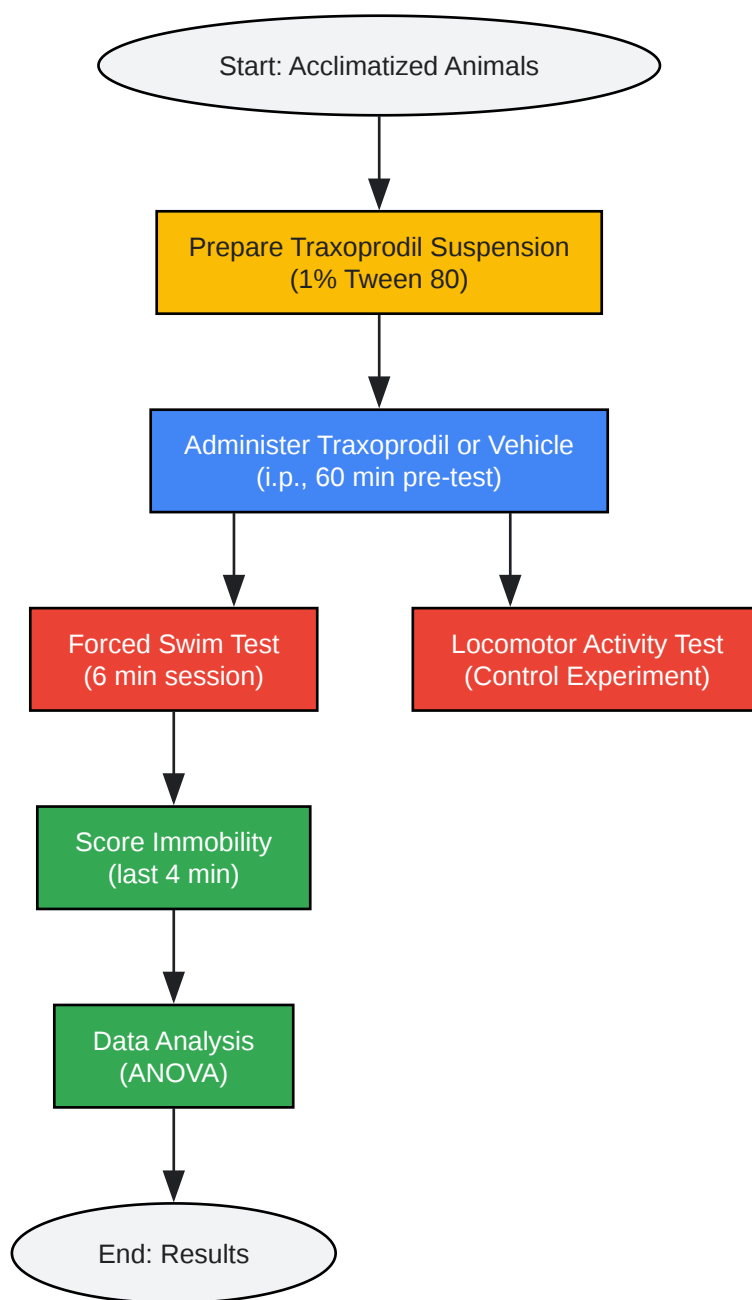 Start: Acclimatized Animals
Prepare Traxoprodil Suspension
(1% Tween 80)
Administer Traxoprodil or Vehicle
(i.p., 60 min pre-test)
Forced Swim Test
(6 min session)
Locomotor Activity Test
(Control Experiment)
Score Immobility
(last 4 min)
Data Analysis
(ANOVA)
End: Results